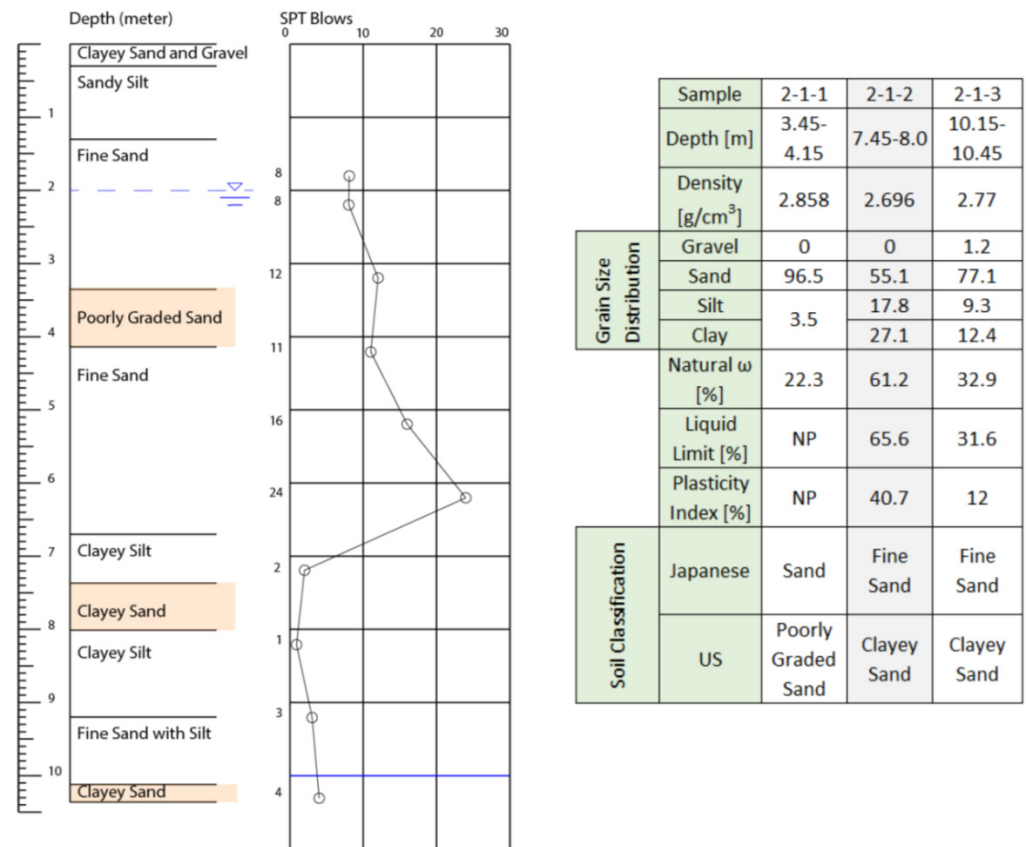 Depth (meter)
SPT Blows
0 10 20 30
Clayey Sand and Gravel
Sandy Silt
1
Fine Sand
8
2
8
3
12
Poorly Graded Sand
4
11
Fine Sand
5
16
6
24
7
Clayey Silt
2
Clayey Sand
8
1
Clayey Silt
9
3
Fine Sand with Silt
10
Clayey Sand
4
Sample 2-1-1 2-1-2 2-1-3
Depth [m] 3.45-4.15 7.45-8.0 10.15-10.45
Density [g/cm³] 2.858 2.696 2.77
Grain Size Distribution
Gravel 0 0 1.2
Sand 96.5 55.1 77.1
Silt 3.5 17.8 9.3
Clay 27.1 12.4
Natural ω [%] 22.3 61.2 32.9
Liquid Limit [%] NP 65.6 31.6
Plasticity Index [%] NP 40.7 12
Soil Classification
Japanese Sand Fine Sand Fine Sand
US Poorly Graded Sand Clayey Sand Clayey Sand